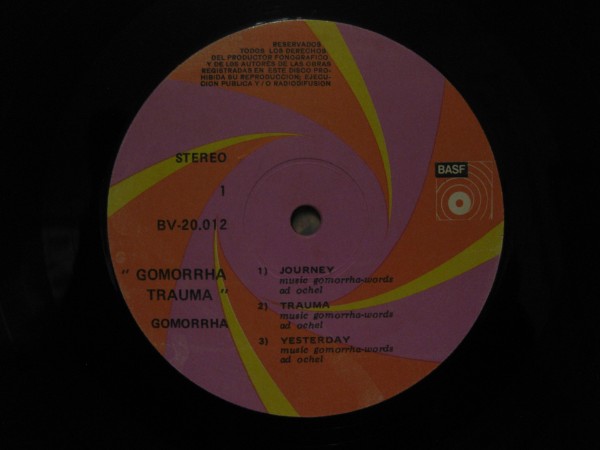 RESERVADOS
TODOS LOS DERECHOS
DEL PRODUCTOS FONOGRAFICO
Y DE LOS AUTORES DE LAS OBRAS
REGISTRADAS EN ESTE DISCO PRO-
HIBIDA SU REPRODUCCION; EJECU-
CION PUBLICA Y/O RADIODIFUSION
STEREO
1
BV-20.012
BASF
" GOMORRHA
TRAUMA "
GOMORRHA
1) JOURNEY
music gomorrha-words
ad ochel
2) TRAUMA
music gomorrha-words
ad ochel
3) YESTERDAY
music gomorrha-words
ad ochel